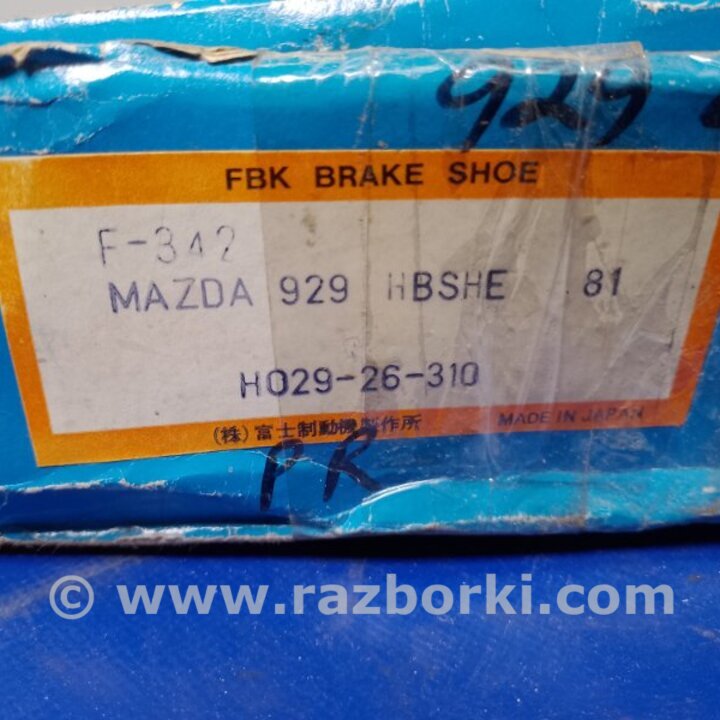 929
FBK BRAKE SHOE
F-342
MAZDA 929 HBSHE 81
H029-26-310
(株)富士制動機製作所 MADE IN JAPAN
PR
© www.razborki.com